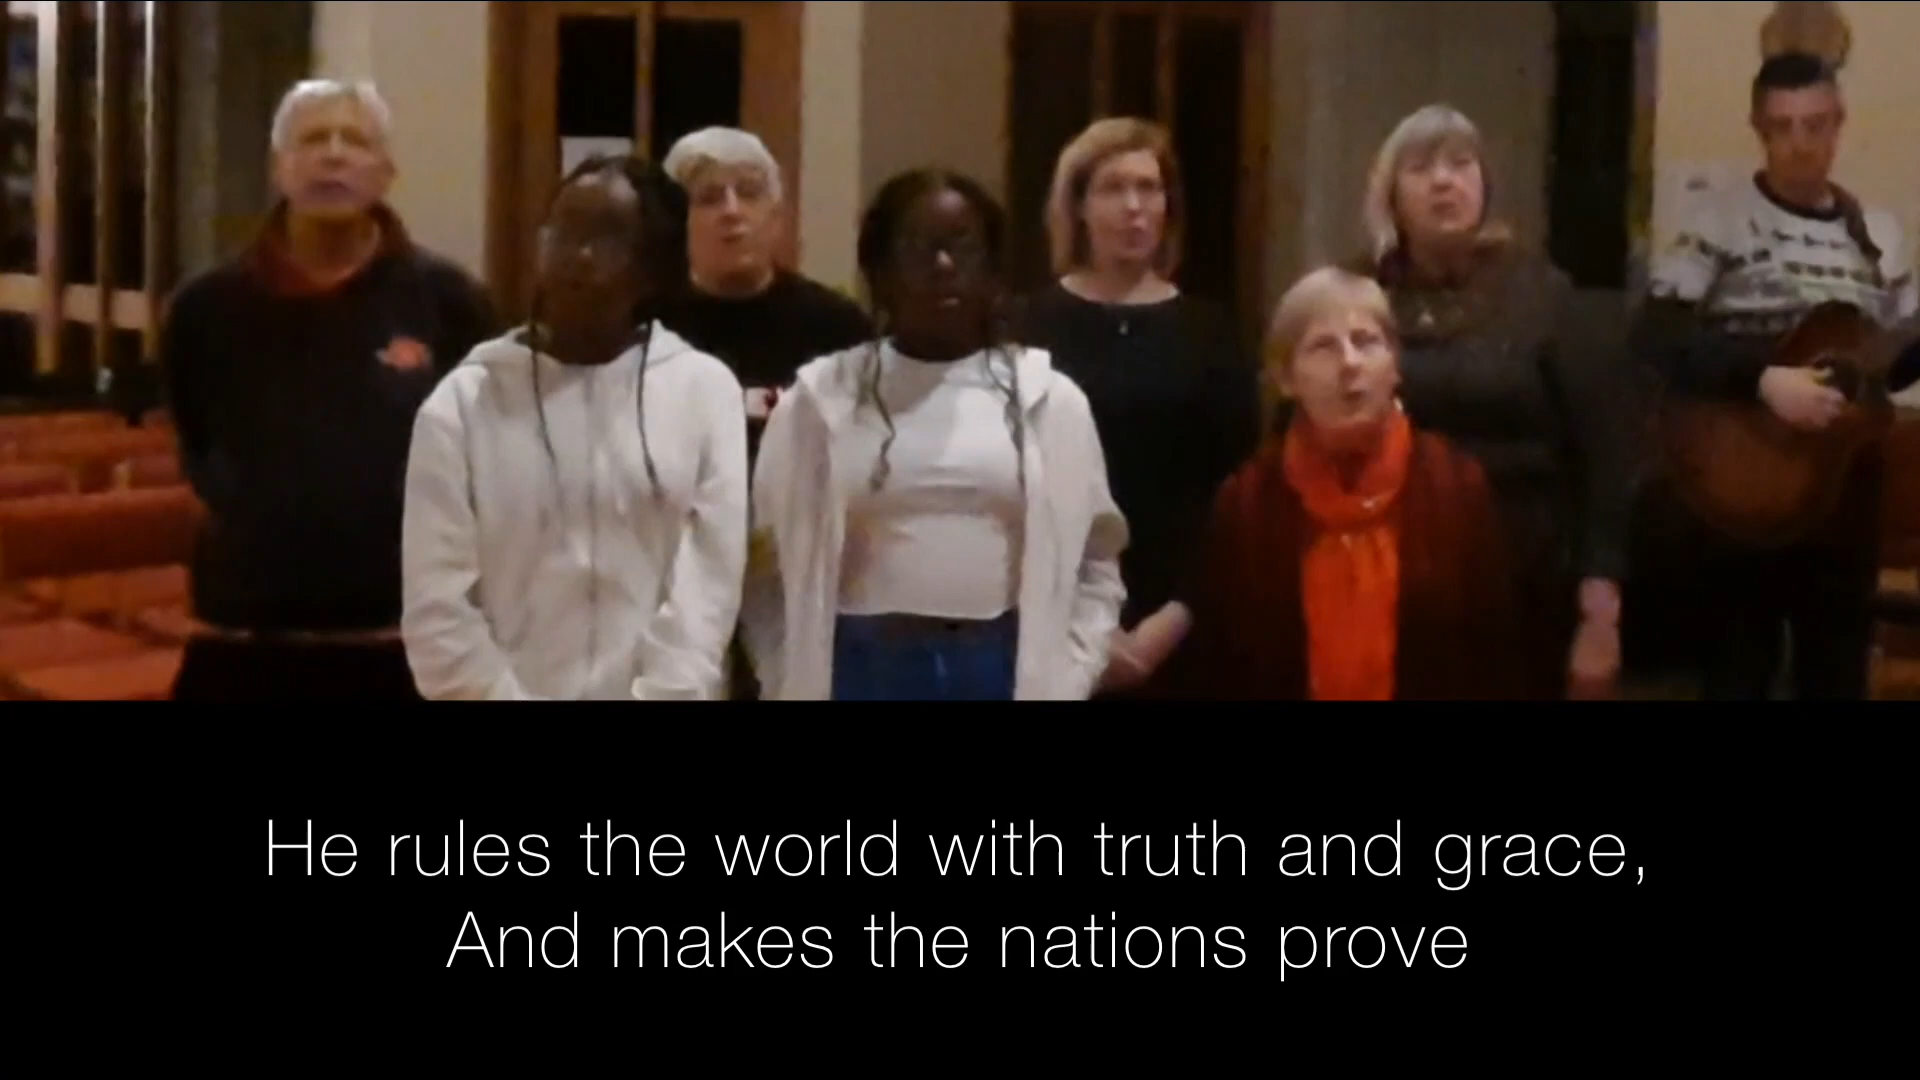 He rules the world with truth and grace,
And makes the nations prove